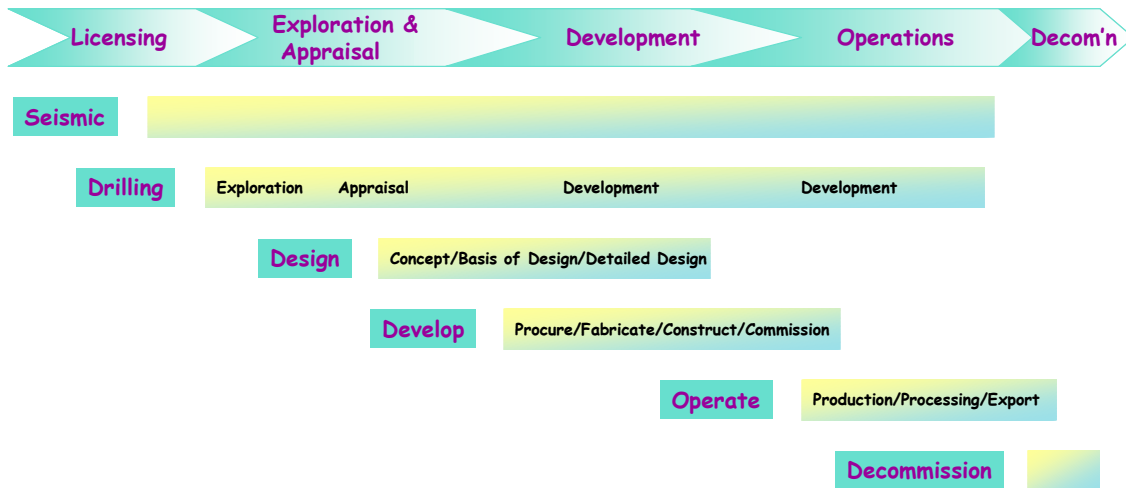 Licensing
Exploration &
Appraisal
Development
Operations
Decom'n
Seismic
Drilling
Exploration
Appraisal
Development
Development
Design
Concept/Basis of Design/Detailed Design
Develop
Procure/Fabricate/Construct/Commission
Operate
Production/Processing/Export
Decommission